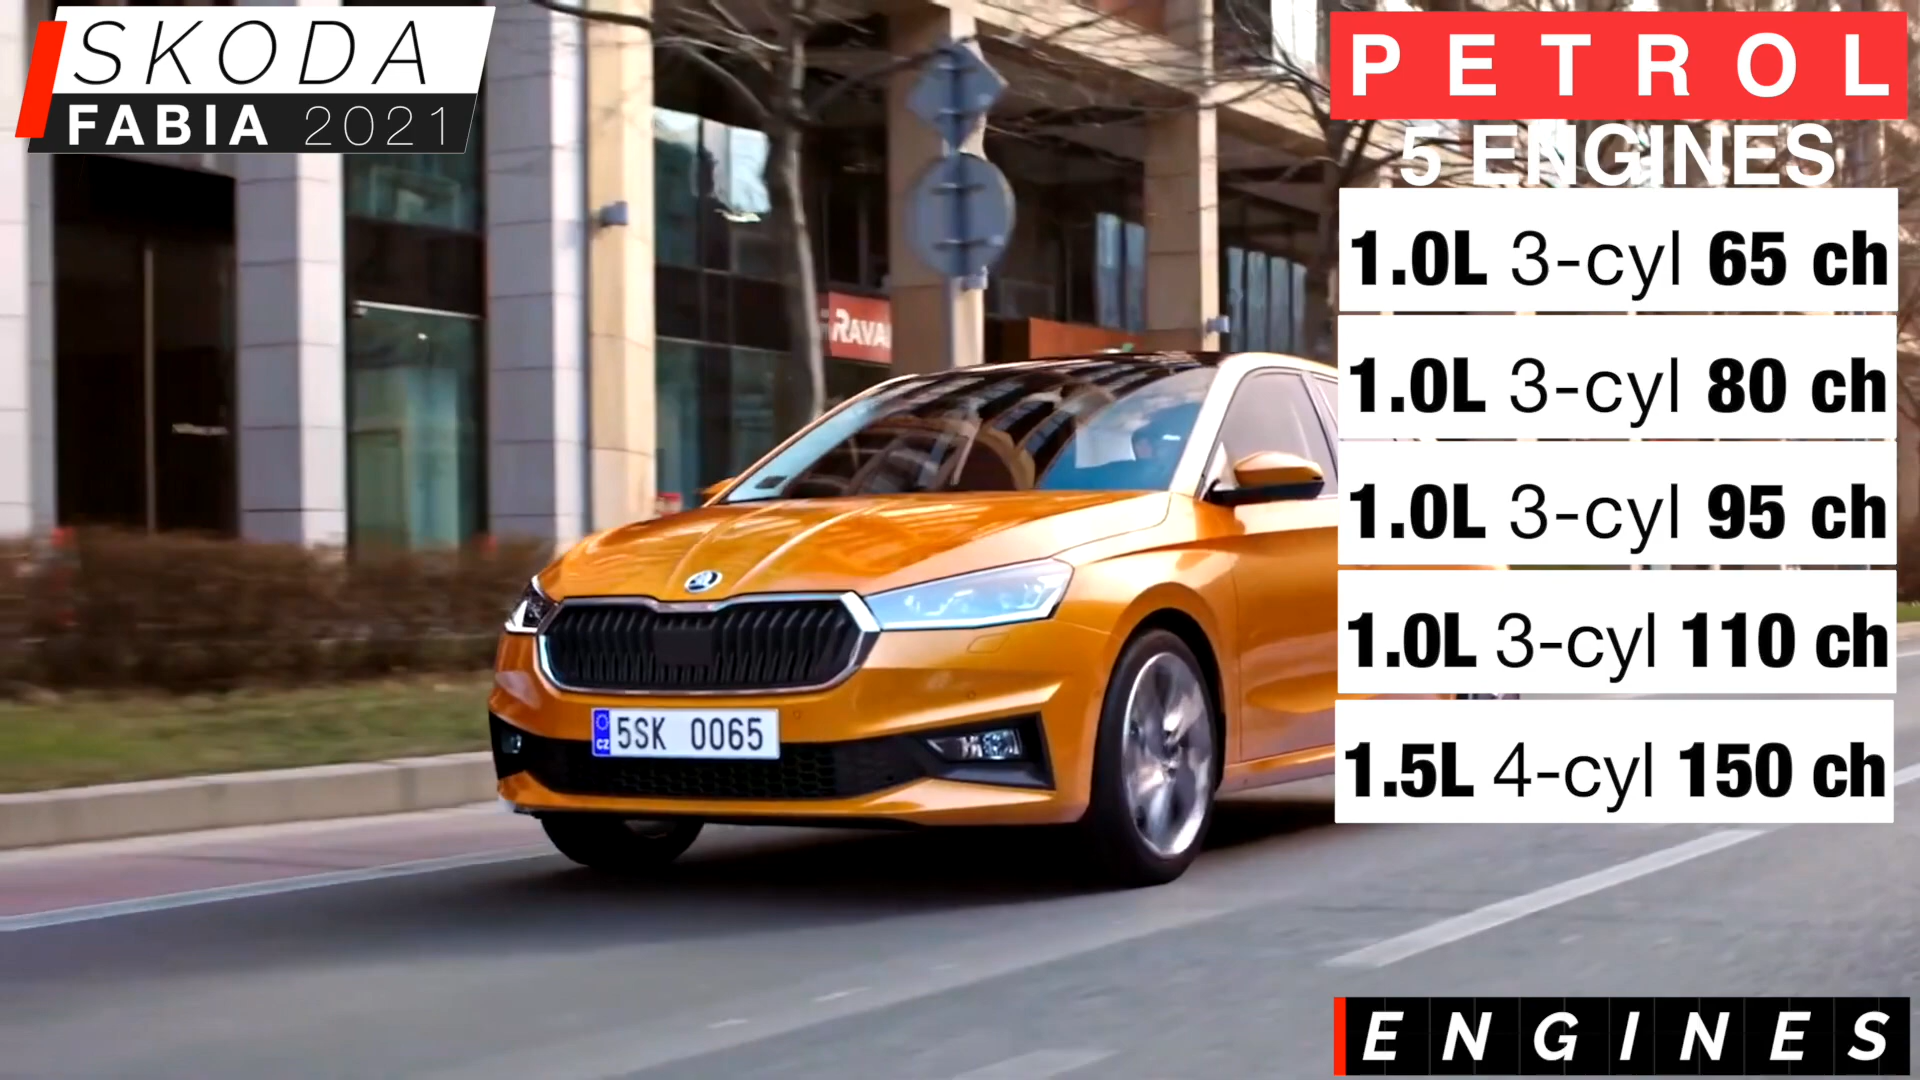 SKODA
FABIA 2021
PETROL
5 ENGINES
1.0L 3-cyl 65 ch
1.0L 3-cyl 80 ch
1.0L 3-cyl 95 ch
1.0L 3-cyl 110 ch
1.5L 4-cyl 150 ch
CZ
5SK 0065
ENGINES